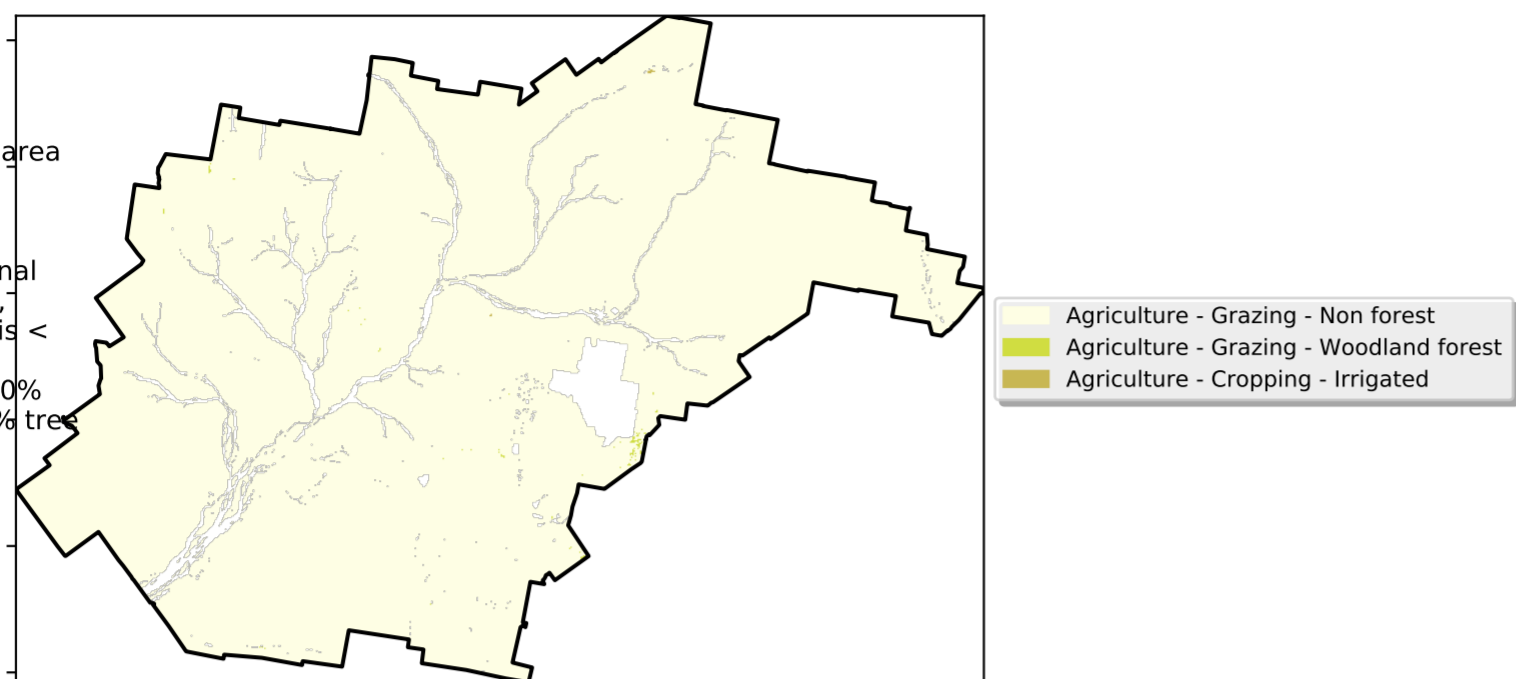 area
nal
is <
0%
% tree
Agriculture - Grazing - Non forest
Agriculture - Grazing - Woodland forest
Agriculture - Cropping - Irrigated